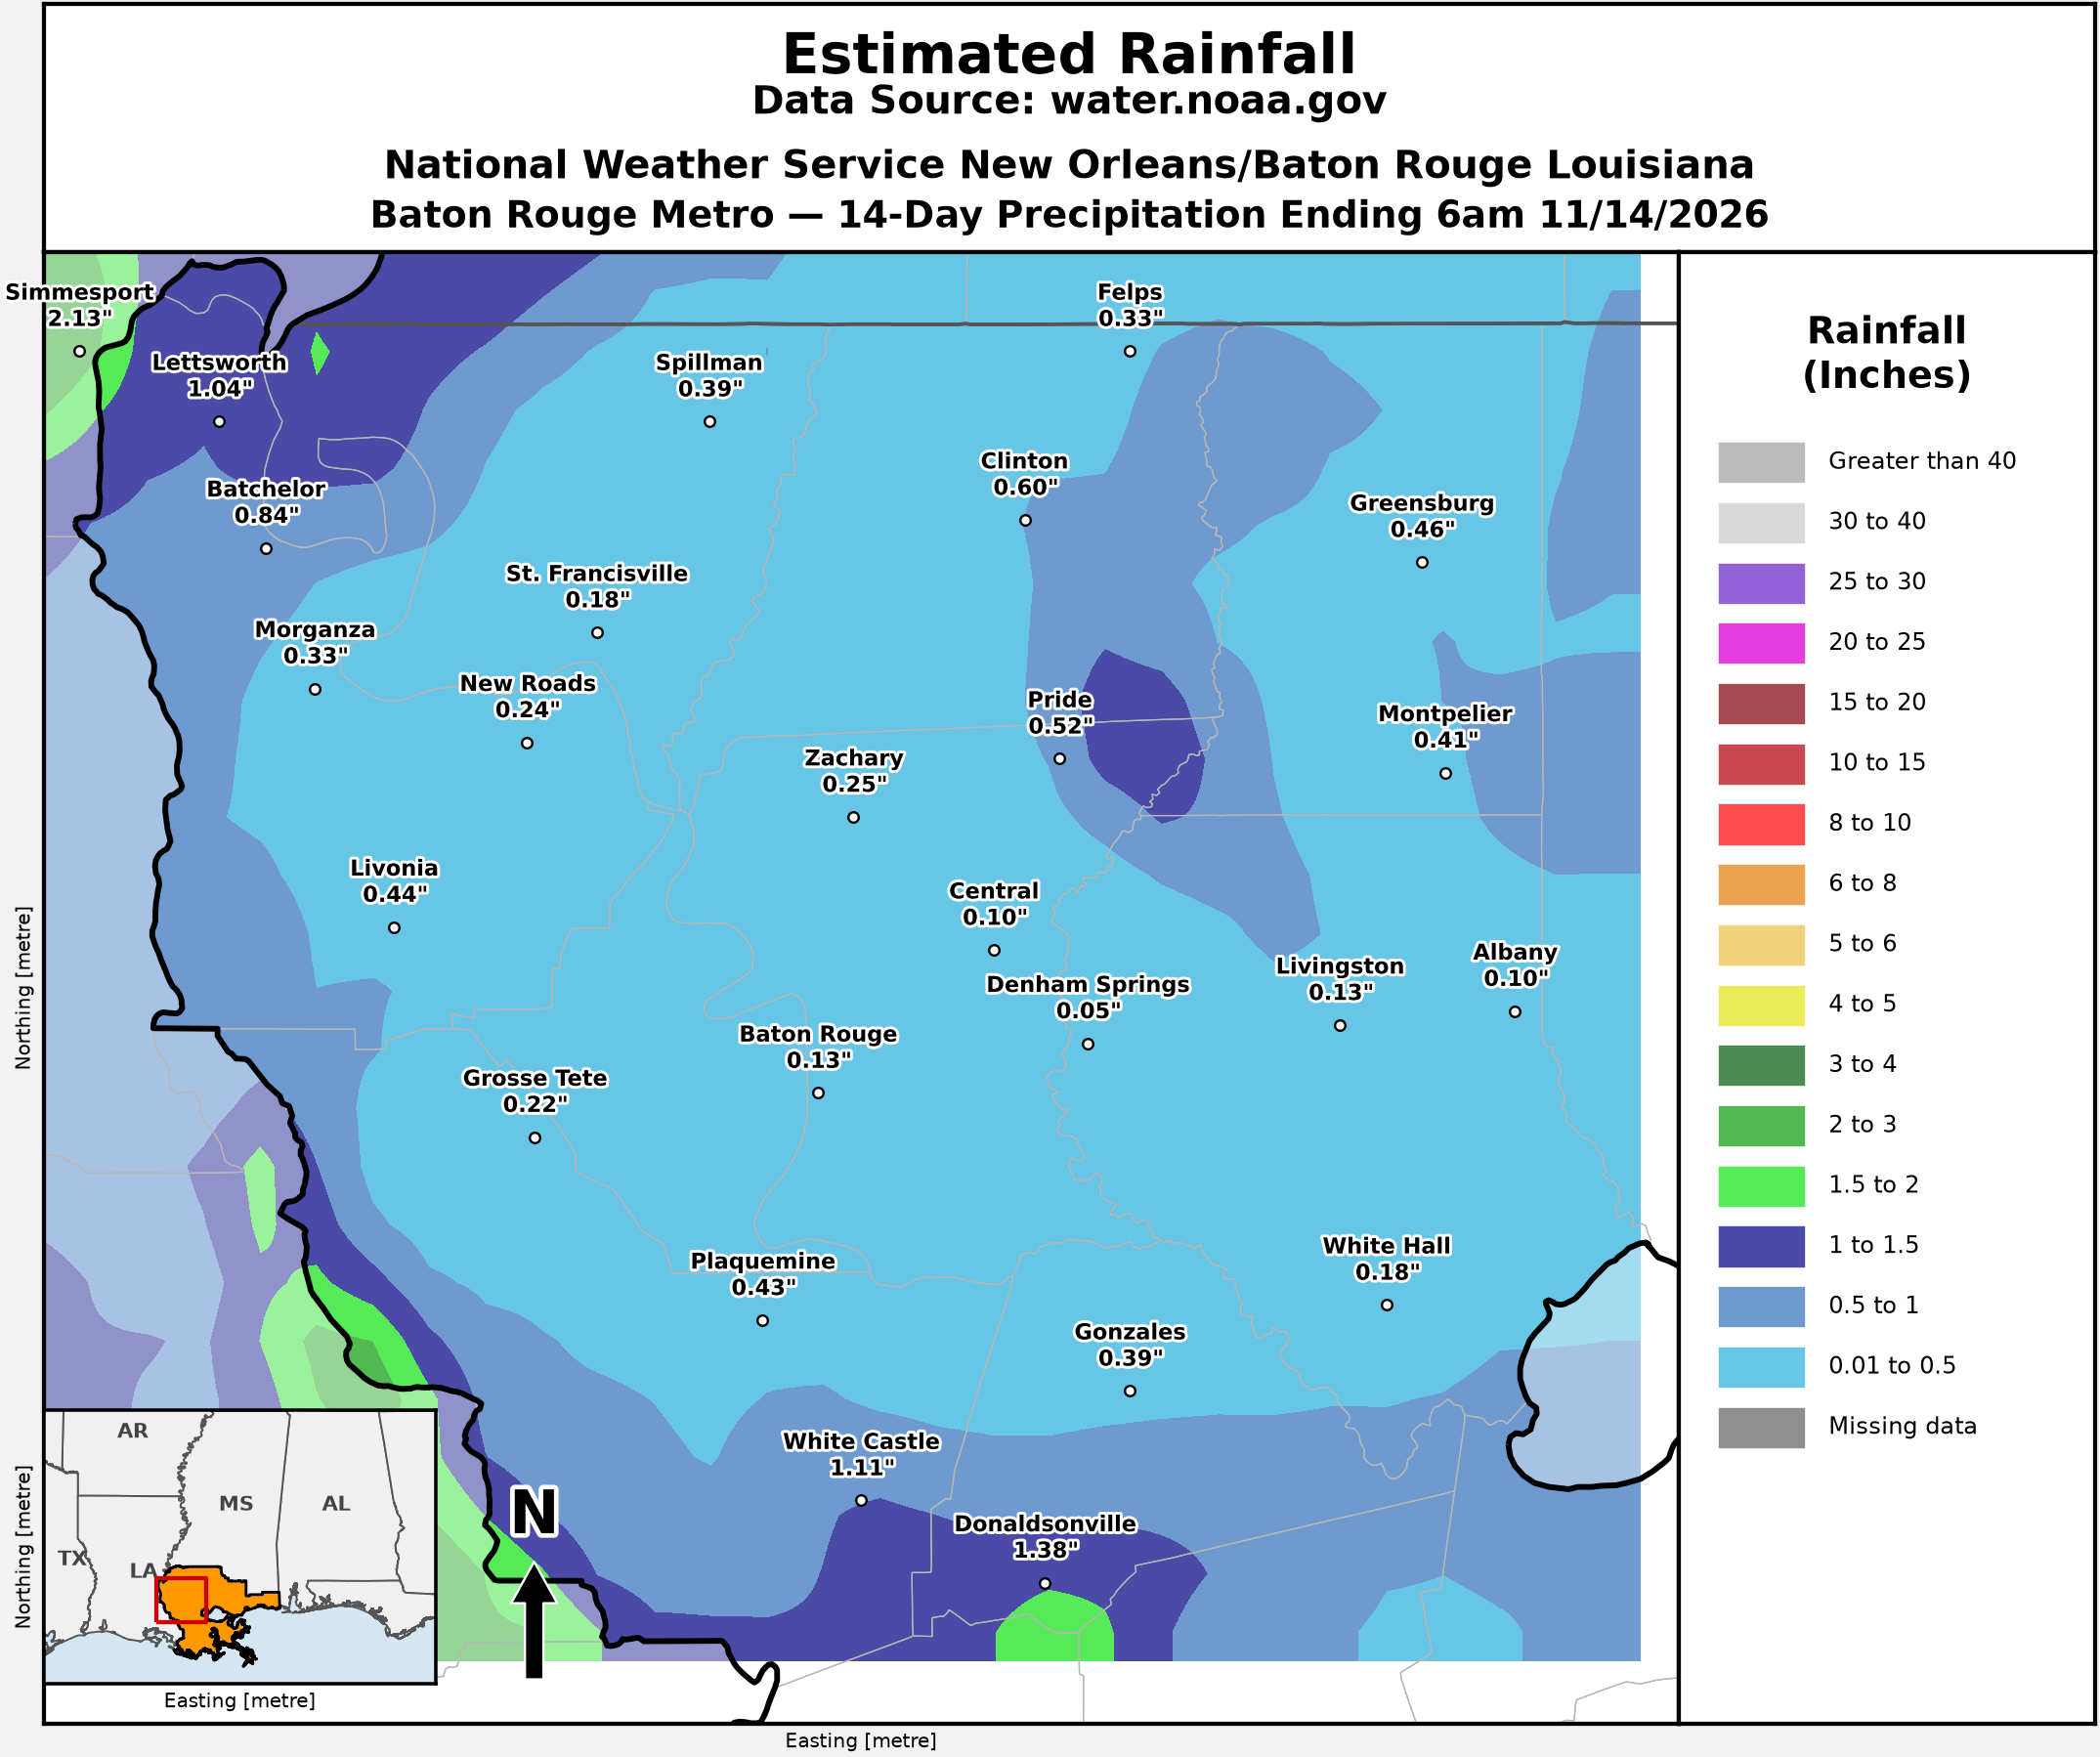 Estimated Rainfall
Data Source: water.noaa.gov
National Weather Service New Orleans/Baton Rouge Louisiana
Baton Rouge Metro — 14-Day Precipitation Ending 6am 11/14/2026
Simmesport
2.13"
Felps
0.33"
Lettsworth
1.04"
Spillman
0.39"
Clinton
0.60"
Batchelor
0.84"
Greensburg
0.46"
St. Francisville
0.18"
Morganza
0.33"
New Roads
0.24"
Pride
0.52"
Montpelier
0.41"
Zachary
0.25"
Livonia
0.44"
Central
0.10"
Albany
0.10"
Livingston
0.13"
Denham Springs
0.05"
Baton Rouge
0.13"
Grosse Tete
0.22"
White Hall
0.18"
Plaquemine
0.43"
Gonzales
0.39"
White Castle
1.11"
Donaldsonville
1.38"
N
Rainfall
(Inches)
Greater than 40
30 to 40
25 to 30
20 to 25
15 to 20
10 to 15
8 to 10
6 to 8
5 to 6
4 to 5
3 to 4
2 to 3
1.5 to 2
1 to 1.5
0.5 to 1
0.01 to 0.5
Missing data
AR
MS
AL
TX
LA
Northing [metre]
Northing [metre]
Easting [metre]
Easting [metre]